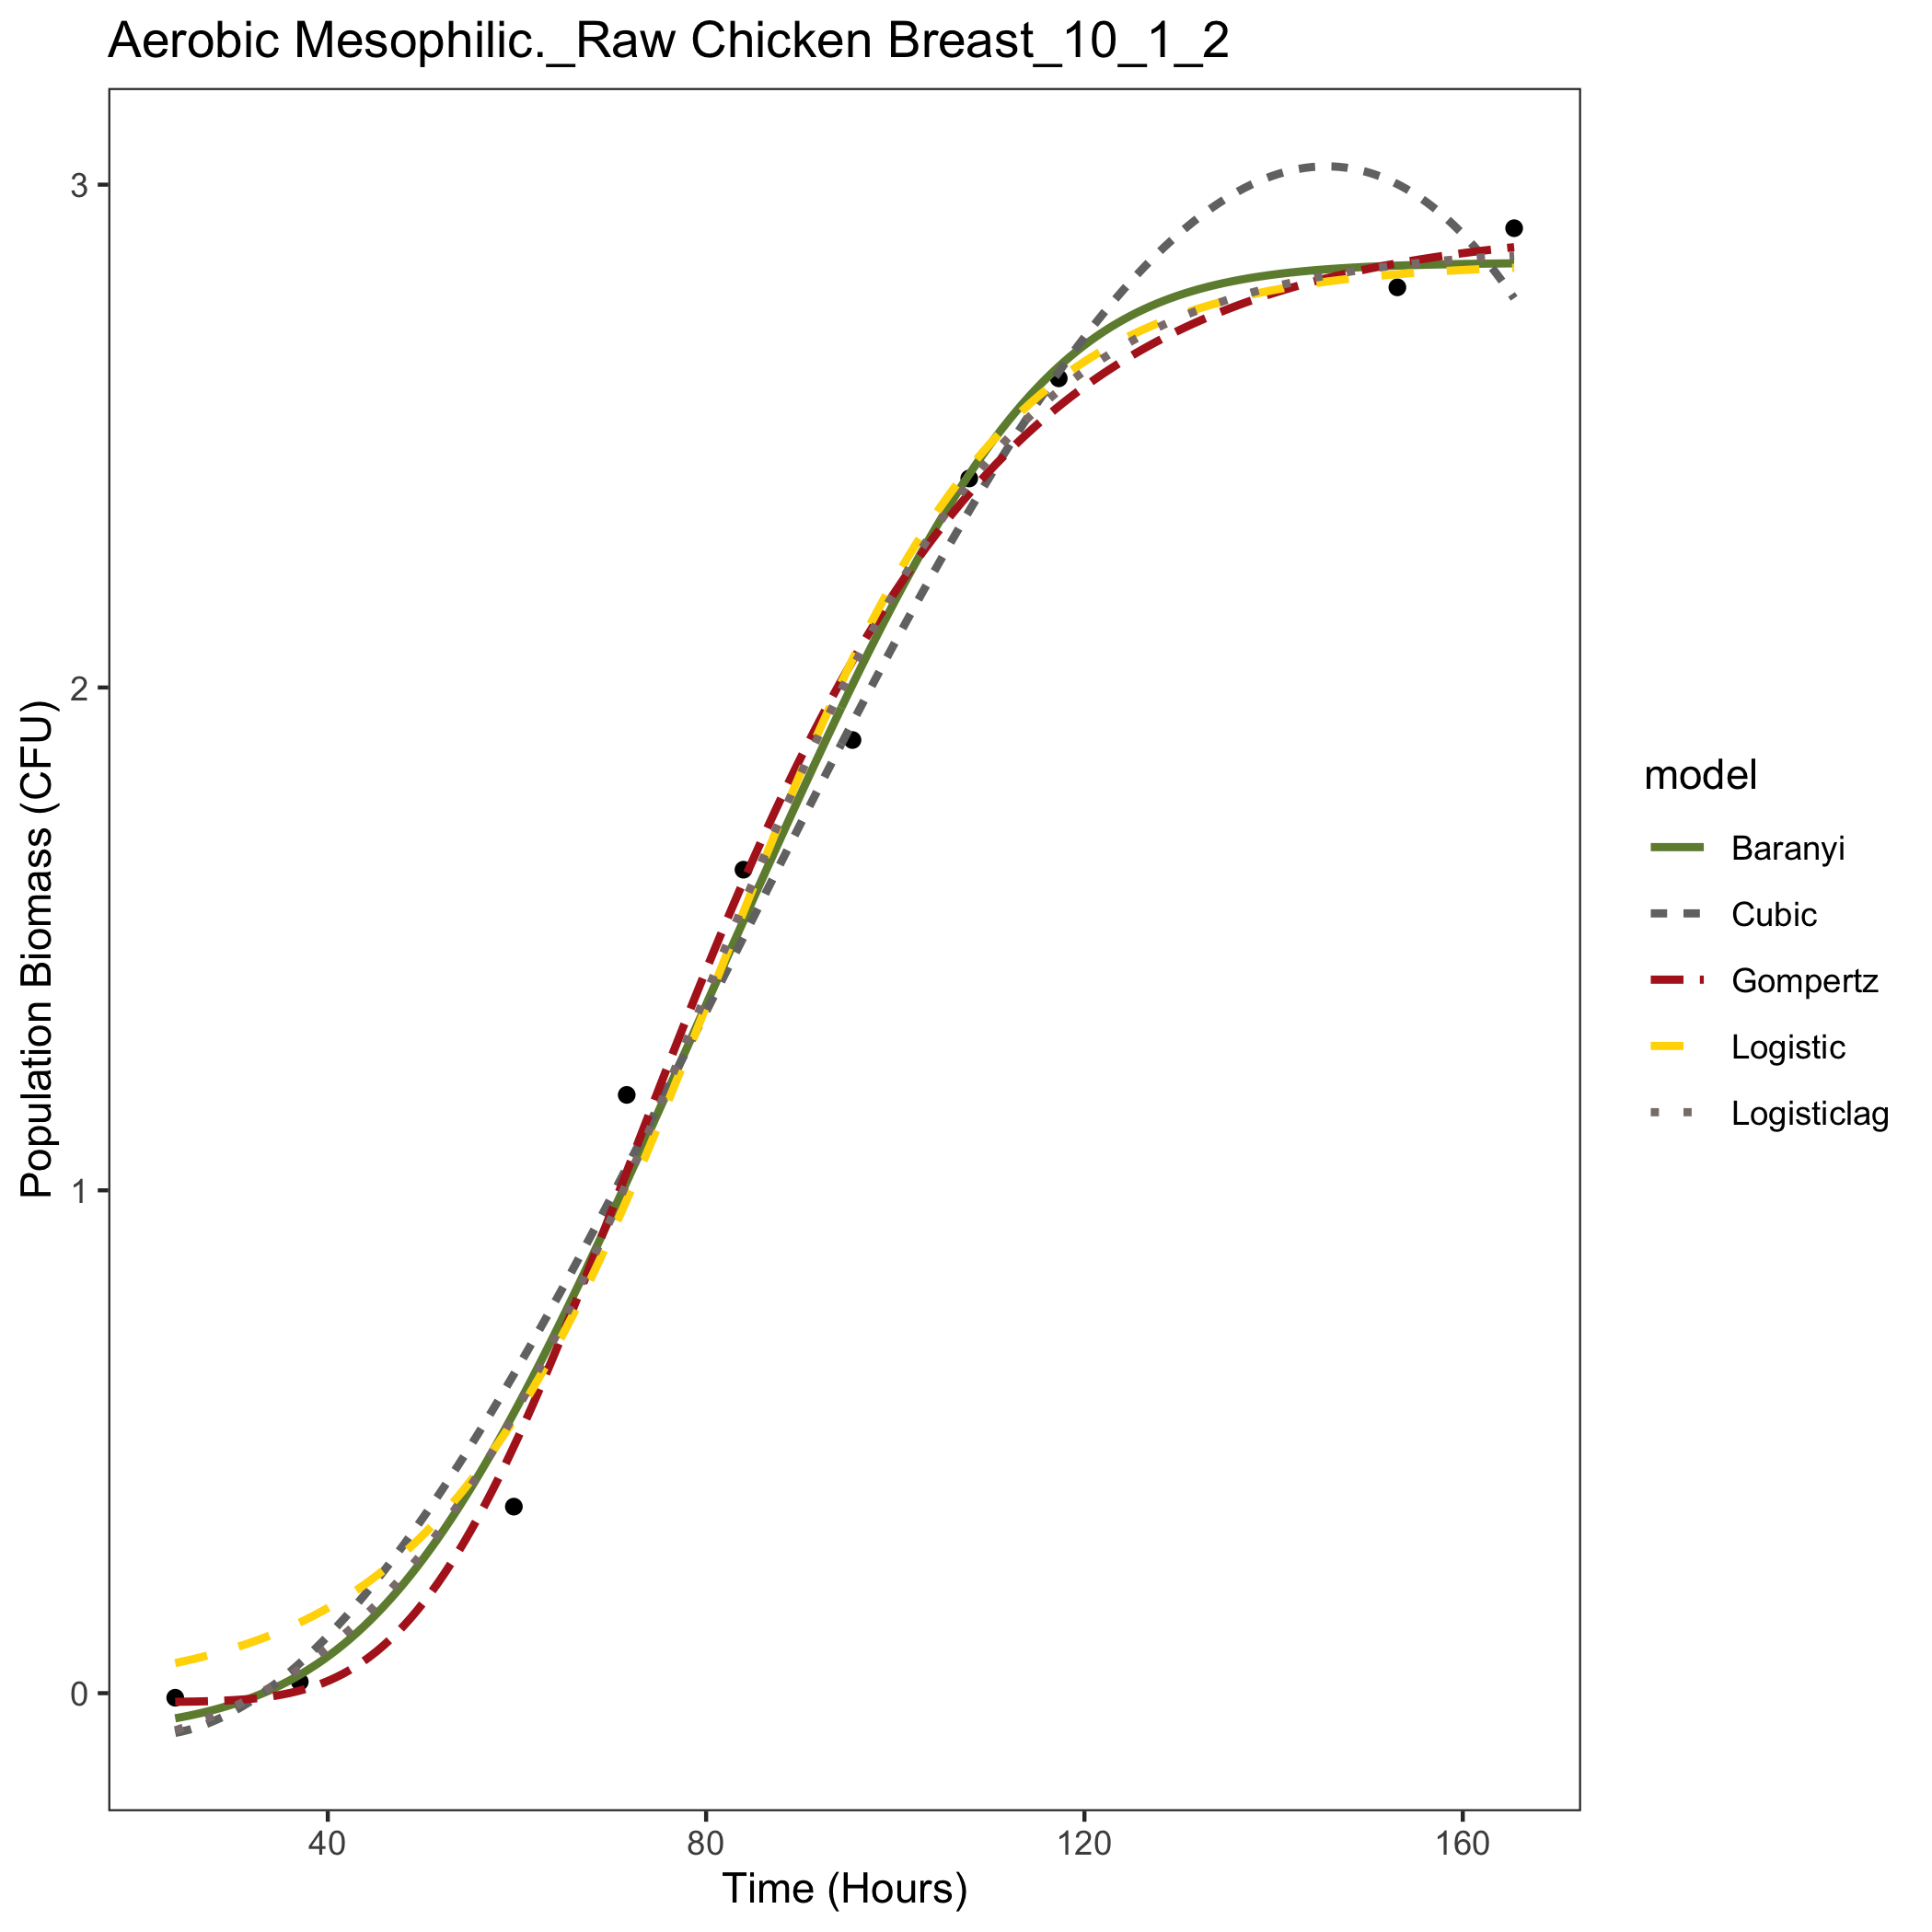 Aerobic Mesophilic._Raw Chicken Breast_10_1_2
3
2
1
0
Population Biomass (CFU)
40 80 120 160
Time (Hours)
model
Baranyi
Cubic
Gompertz
Logistic
Logisticlag